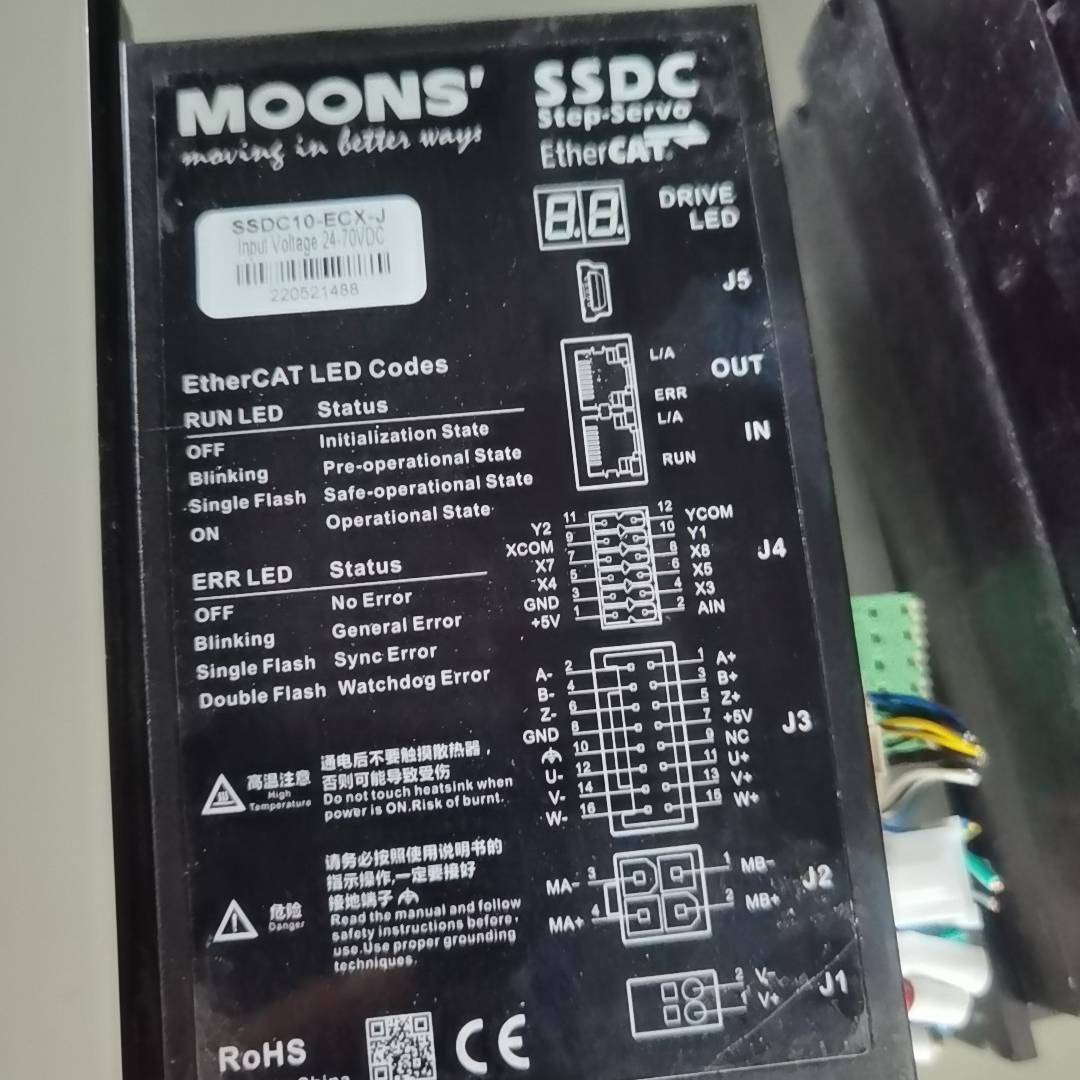 MOONS'
moving in better ways
SSDC
Step-Servo
EtherCAT
SSDC10-ECX-J
Input Voltage 24-70VDC
220521488
DRIVE
LED
J5
OUT
L/A
ERR
L/A
IN
RUN
EtherCAT LED Codes
RUN LED Status
OFF Initialization State
Blinking Pre-operational State
Single Flash Safe-operational State
ON Operational State
ERR LED Status
OFF No Error
Blinking General Error
Single Flash Sync Error
Double Flash Watchdog Error
J4
Y2 11 12 YCOM
XCOM 9 10 Y1
X7 7 8 X6
X4 5 6 X5
GND 3 4 X3
+5V 1 2 AIN
J3
A- 2 1 A+
B- 4 3 B+
Z- 6 5 Z+
GND 8 7 +5V
10 9 NC
U- 12 11 U+
V- 14 13 V+
W- 16 15 W+
高温注意
High
Temperature
通电后不要触摸散热器，
否则可能导致受伤
Do not touch heatsink when
power is ON.Risk of burnt.
危险
Danger
请务必按照使用说明书的
指示操作,一定要接好
接地端子
Read the manual and follow
safety instructions before
use.Use proper grounding
techniques.
J2
MA- 3 1 MB-
MA+ 4 2 MB+
J1
2 V-
1 V+
RoHS
CE
China